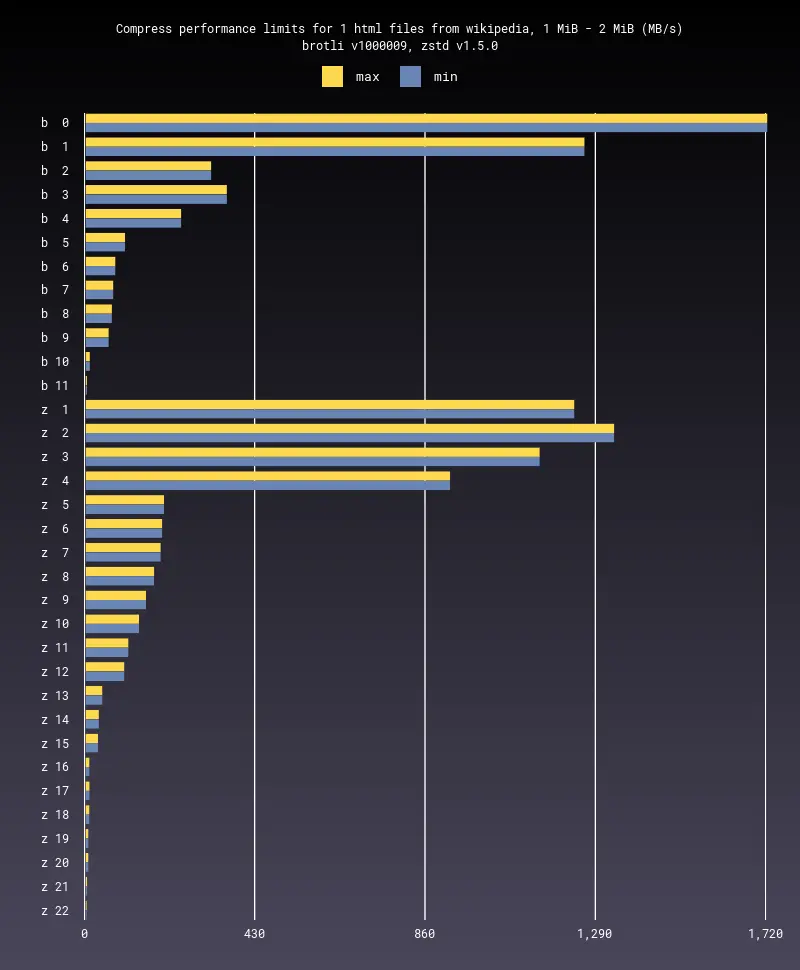 Compress performance limits for 1 html files from wikipedia, 1 MiB - 2 MiB (MB/s)
brotli v1000009, zstd v1.5.0
max min
b 0
b 1
b 2
b 3
b 4
b 5
b 6
b 7
b 8
b 9
b 10
b 11
z 1
z 2
z 3
z 4
z 5
z 6
z 7
z 8
z 9
z 10
z 11
z 12
z 13
z 14
z 15
z 16
z 17
z 18
z 19
z 20
z 21
z 22
0 430 860 1,290 1,720